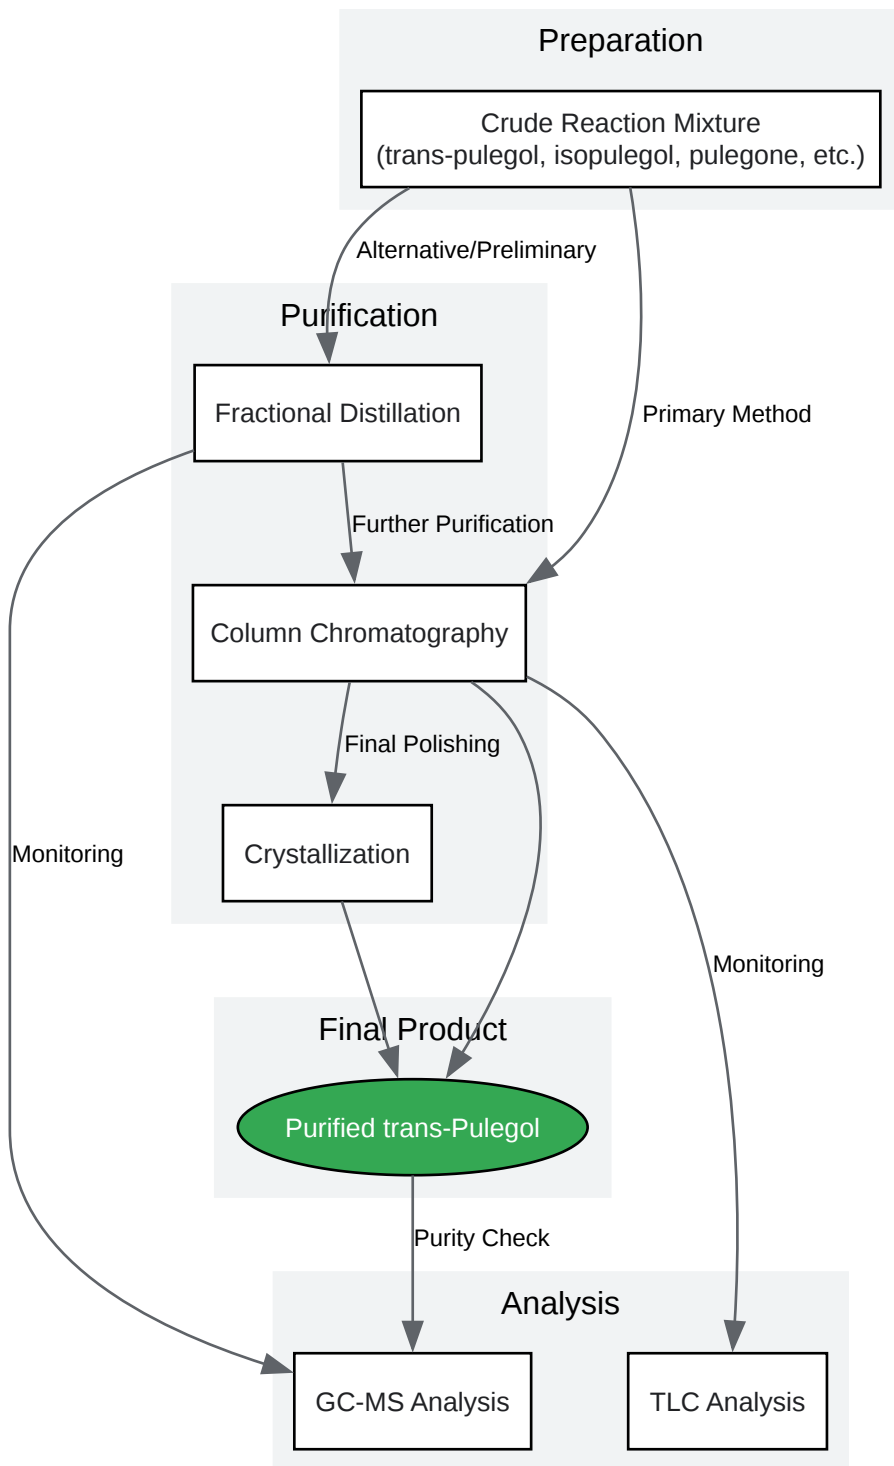 Preparation
Crude Reaction Mixture
(trans-pulegol, isopulegol, pulegone, etc.)
Alternative/Preliminary
Purification
Fractional Distillation
Primary Method
Further Purification
Column Chromatography
Final Polishing
Crystallization
Monitoring
Monitoring
Final Product
Purified trans-Pulegol
Purity Check
Analysis
GC-MS Analysis
TLC Analysis